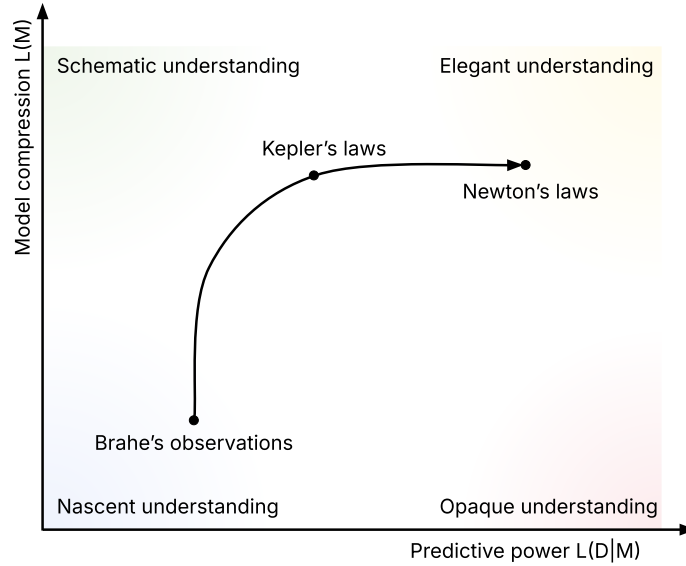 Model compression L(M)
Schematic understanding
Elegant understanding
Kepler’s laws
Newton’s laws
Brahe’s observations
Nascent understanding
Opaque understanding
Predictive power L(D|M)